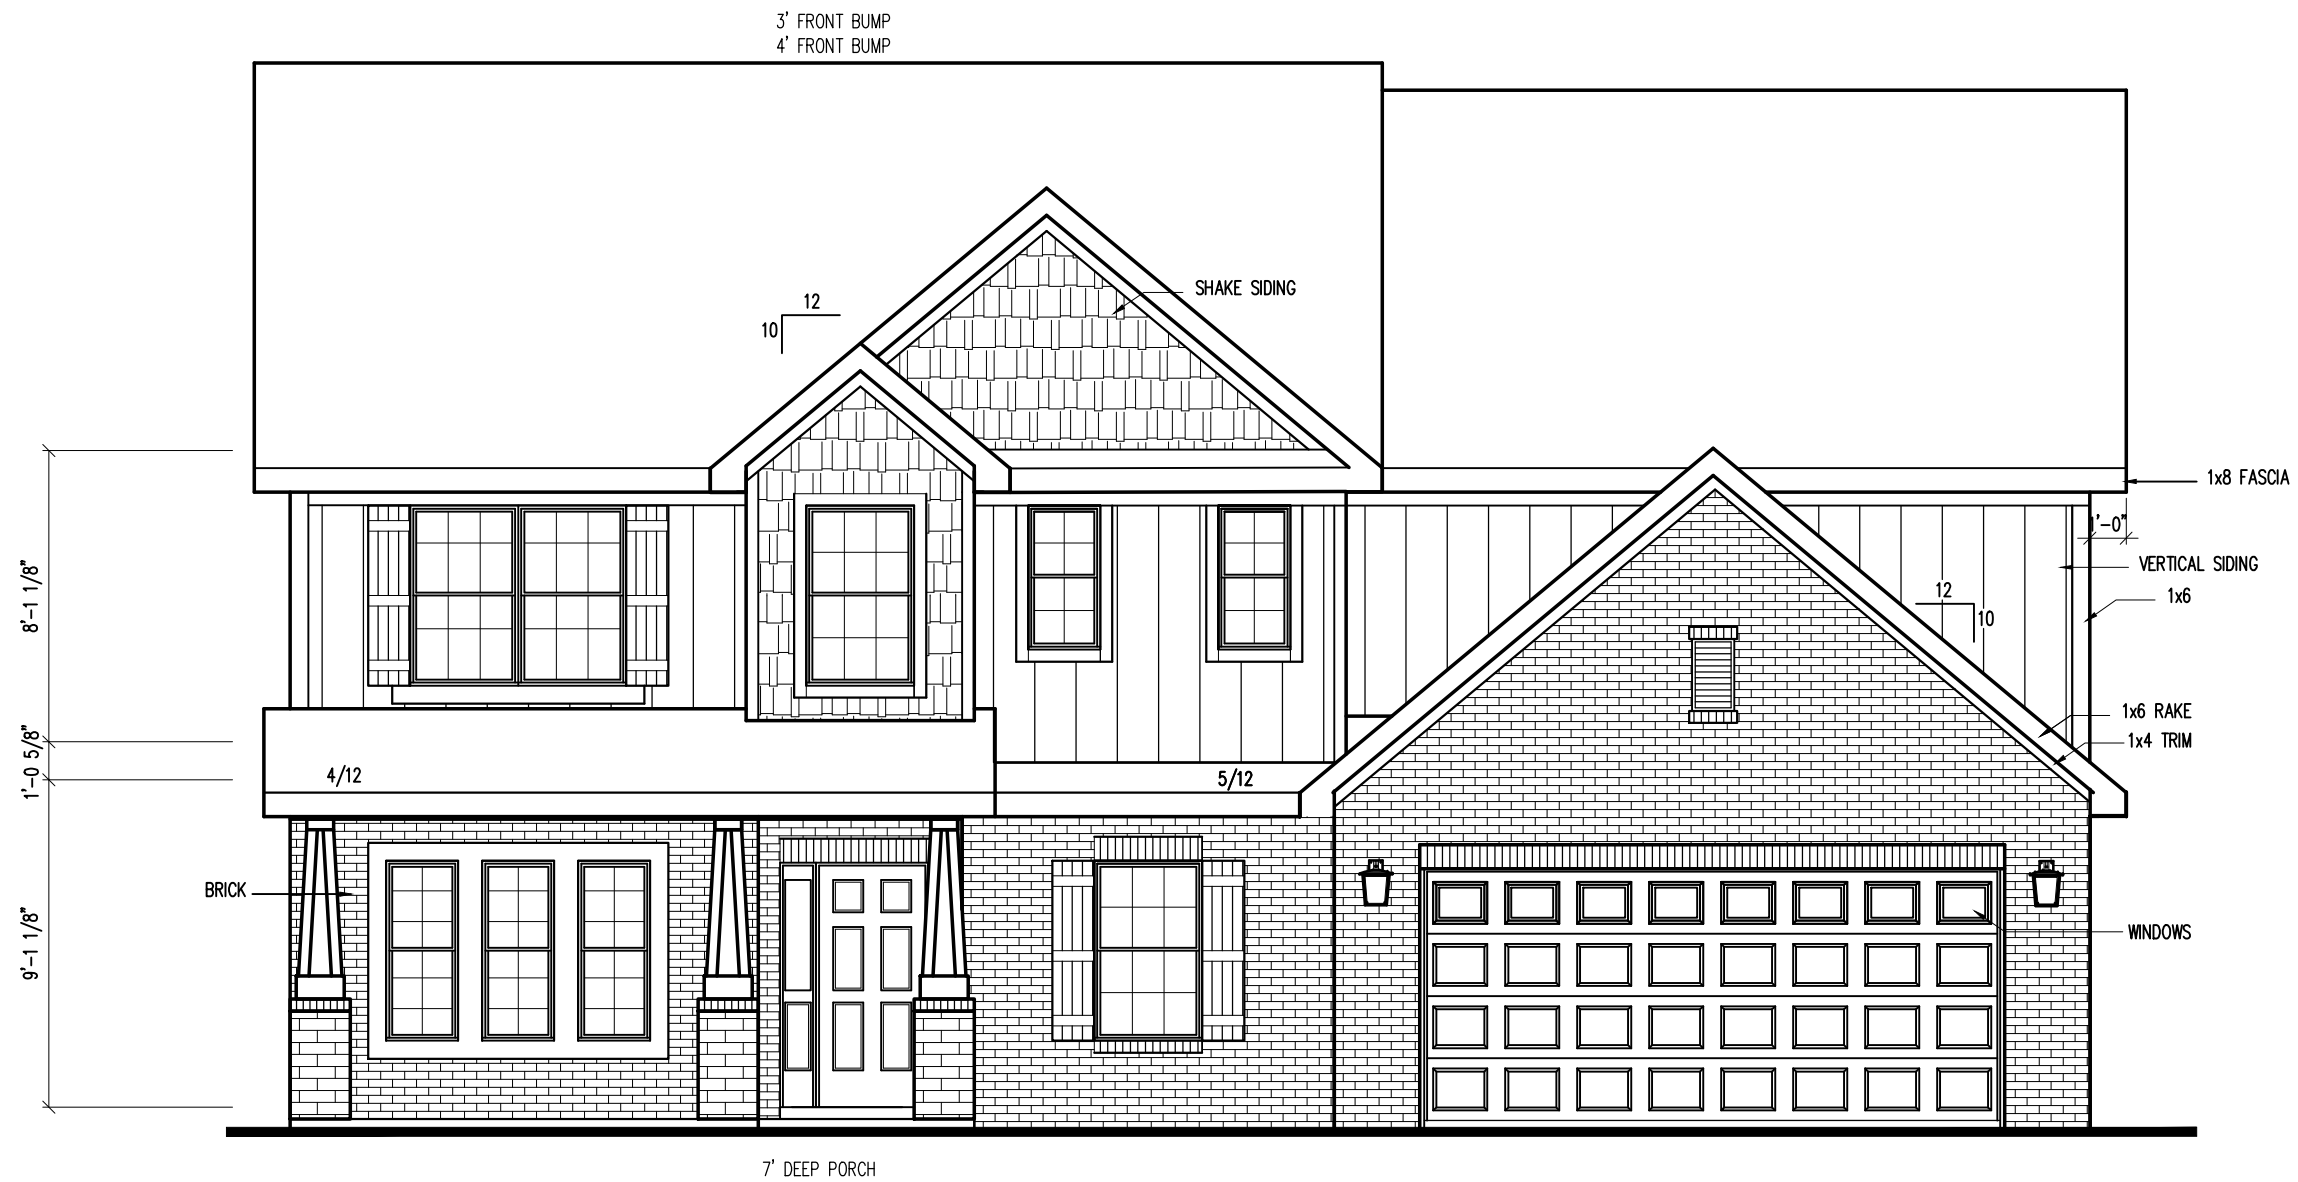 3' FRONT BUMP
4' FRONT BUMP
SHAKE SIDING
12
10
1x8 FASCIA
1'-0"
VERTICAL SIDING
1x6
12
10
8'-1 1/8"
1x6 RAKE
1x4 TRIM
1'-0 5/8"
4/12
5/12
BRICK
9'-1 1/8"
WINDOWS
7' DEEP PORCH